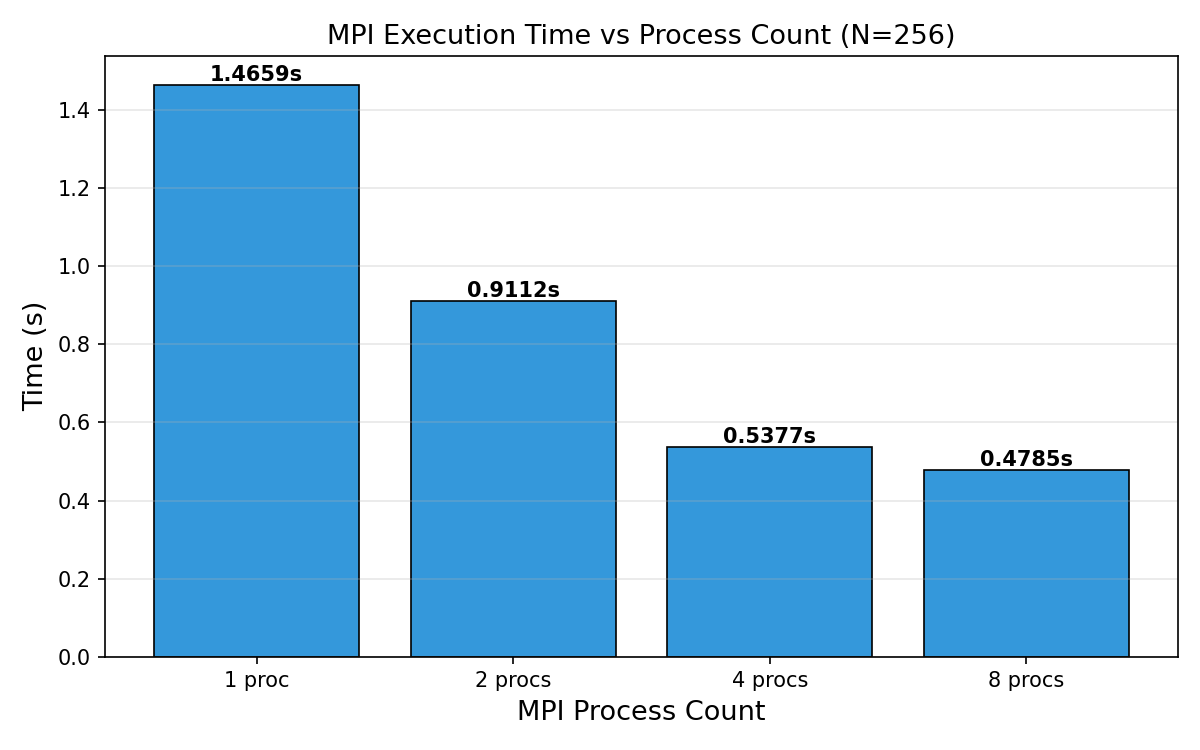 MPI Execution Time vs Process Count (N=256)
1.4659s
0.9112s
0.5377s
0.4785s
1.4
1.2
1.0
0.8
0.6
0.4
0.2
0.0
Time (s)
1 proc
2 procs
4 procs
8 procs
MPI Process Count